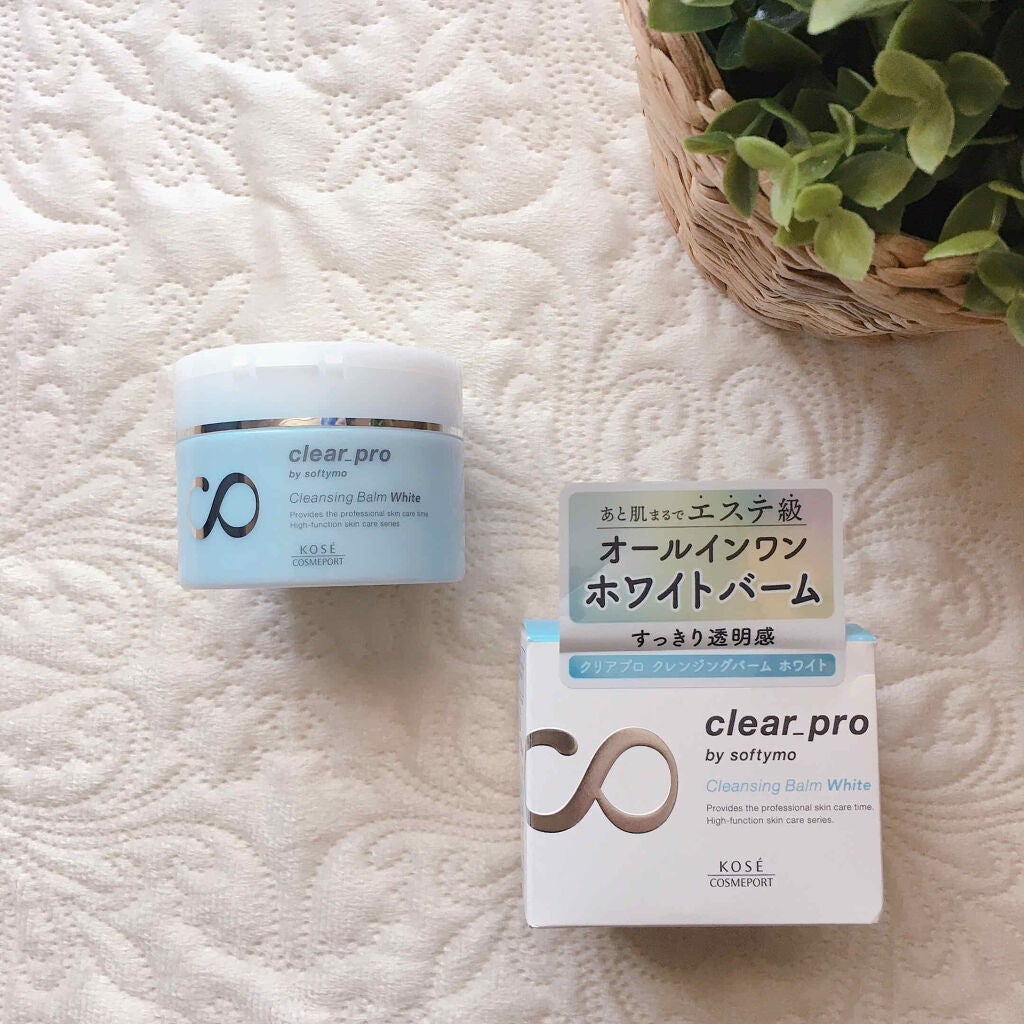 clear_pro
by softymo
Cleansing Balm White
Provides the professional skin care time.
High-function skin care series.
KOSÉ
COSMEPORT
あと肌まるでエステ級
オールインワン
ホワイトバーム
すっきり透明感
クリアプロ クレンジングバーム ホワイト
clear_pro
by softymo
Cleansing Balm White
Provides the professional skin care time.
High-function skin care series.
KOSÉ
COSMEPORT